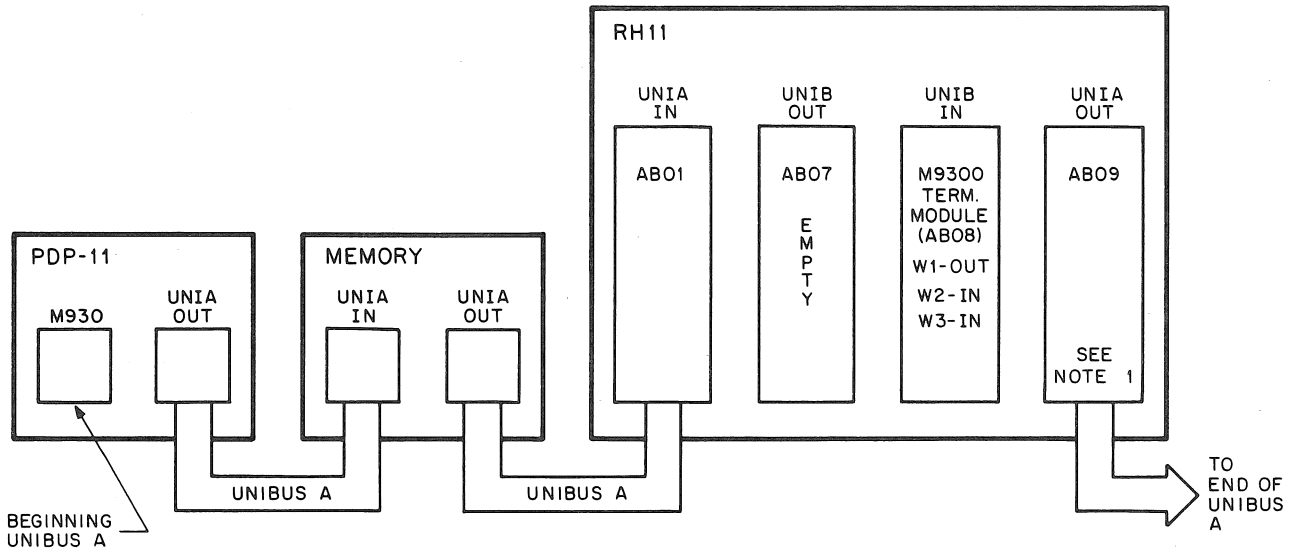 RH11
UNIA
IN
UNIB
OUT
UNIB
IN
UNIA
OUT
AB01
AB07
EMPTY
M9300
TERM.
MODULE
(AB08)
W1-OUT
W2-IN
W3-IN
AB09
SEE
NOTE 1
PDP-11
M930
UNIA
OUT
MEMORY
UNIA
IN
UNIA
OUT
UNIBUS A
UNIBUS A
BEGINNING
UNIBUS A
TO
END OF
UNIBUS
A